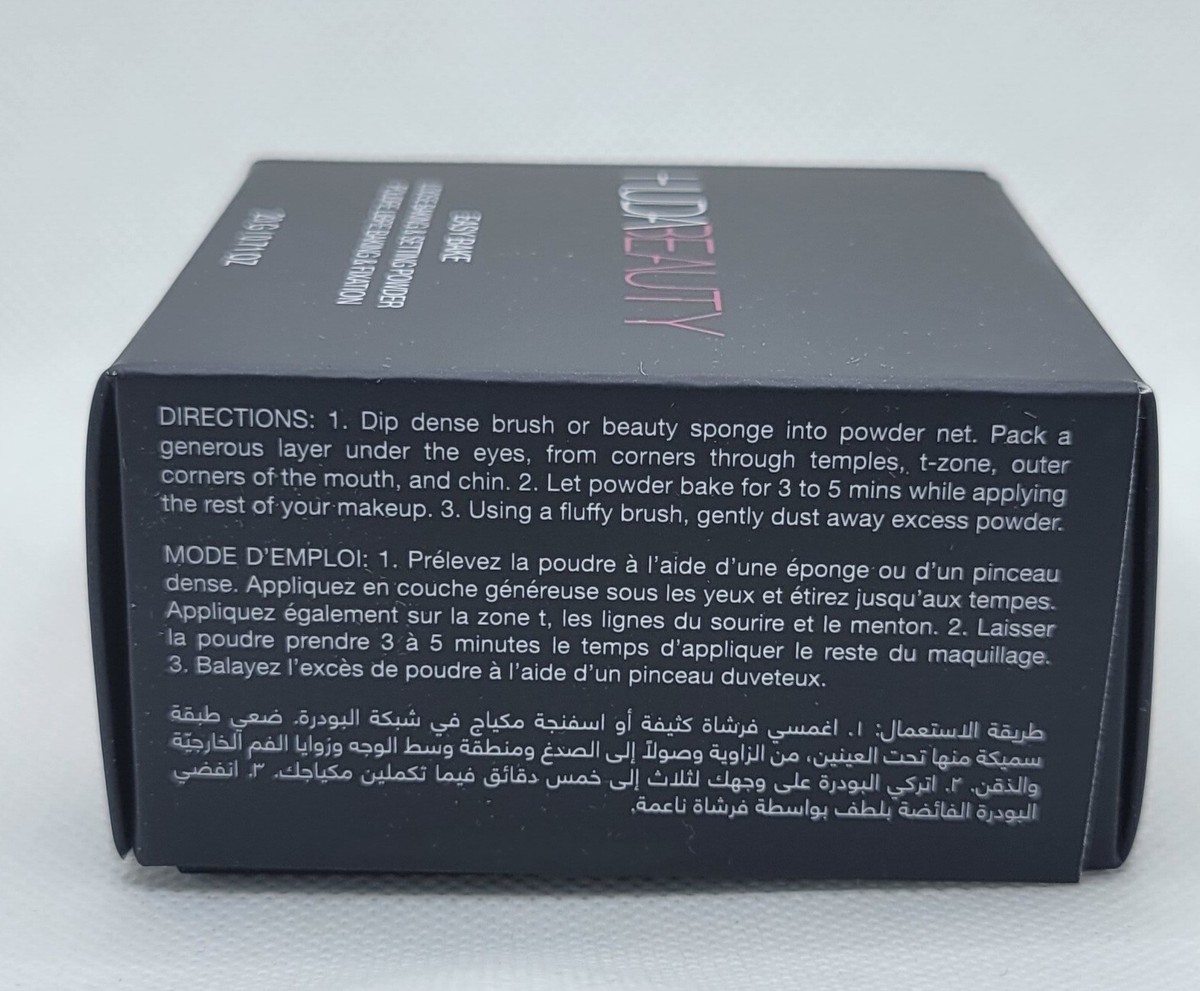 HUDABEAUTY
EASY BAKE
LOOSE BAKING & SETTING POWDER
POUDRE LIBRE BAKING & FIXATION
20 G / 0.71 OZ
DIRECTIONS: 1. Dip dense brush or beauty sponge into powder net. Pack a
generous layer under the eyes, from corners through temples, t-zone, outer
corners of the mouth, and chin. 2. Let powder bake for 3 to 5 mins while applying
the rest of your makeup. 3. Using a fluffy brush, gently dust away excess powder.
MODE D’EMPLOI: 1. Prélevez la poudre à l’aide d’une éponge ou d’un pinceau
dense. Appliquez en couche généreuse sous les yeux et étirez jusqu’aux tempes.
Appliquez également sur la zone t, les lignes du sourire et le menton. 2. Laisser
la poudre prendre 3 à 5 minutes le temps d’appliquer le reste du maquillage.
3. Balayez l’excès de poudre à l’aide d’un pinceau duveteux.
طريقة الاستعمال: ١. اغمسي فرشاة كثيفة أو اسفنجة مكياج في شبكة البودرة. ضعي طبقة
سميكة منها تحت العينين، من الزاوية وصولاً إلى الصدغ ومنطقة وسط الوجه وزوايا الفم الخارجيّة
والذقن. ٢. اتركي البودرة على وجهك لثلاث إلى خمس دقائق فيما تكملين مكياجك. ٣. انفضي
البودرة الفائضة بلطف بواسطة فرشاة ناعمة.